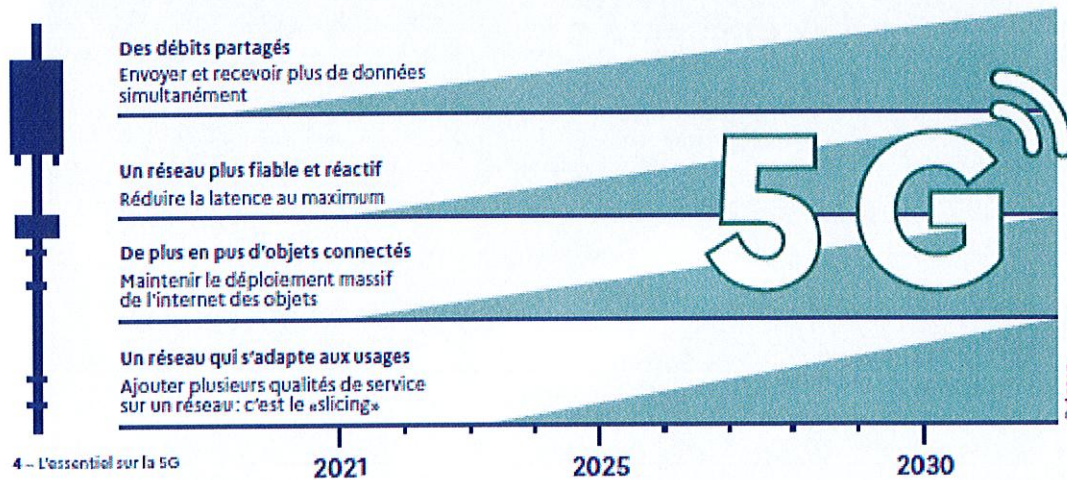 Des débits partagés
Envoyer et recevoir plus de données
simultanément
Un réseau plus fiable et réactif
Réduire la latence au maximum
5G
De plus en pus d'objets connectés
Maintenir le déploiement massif
de l'internet des objets
Un réseau qui s'adapte aux usages
Ajouter plusieurs qualités de service
sur un réseau : c'est le «slicing»
4 – L'essentiel sur la 5G
2021
2025
2030